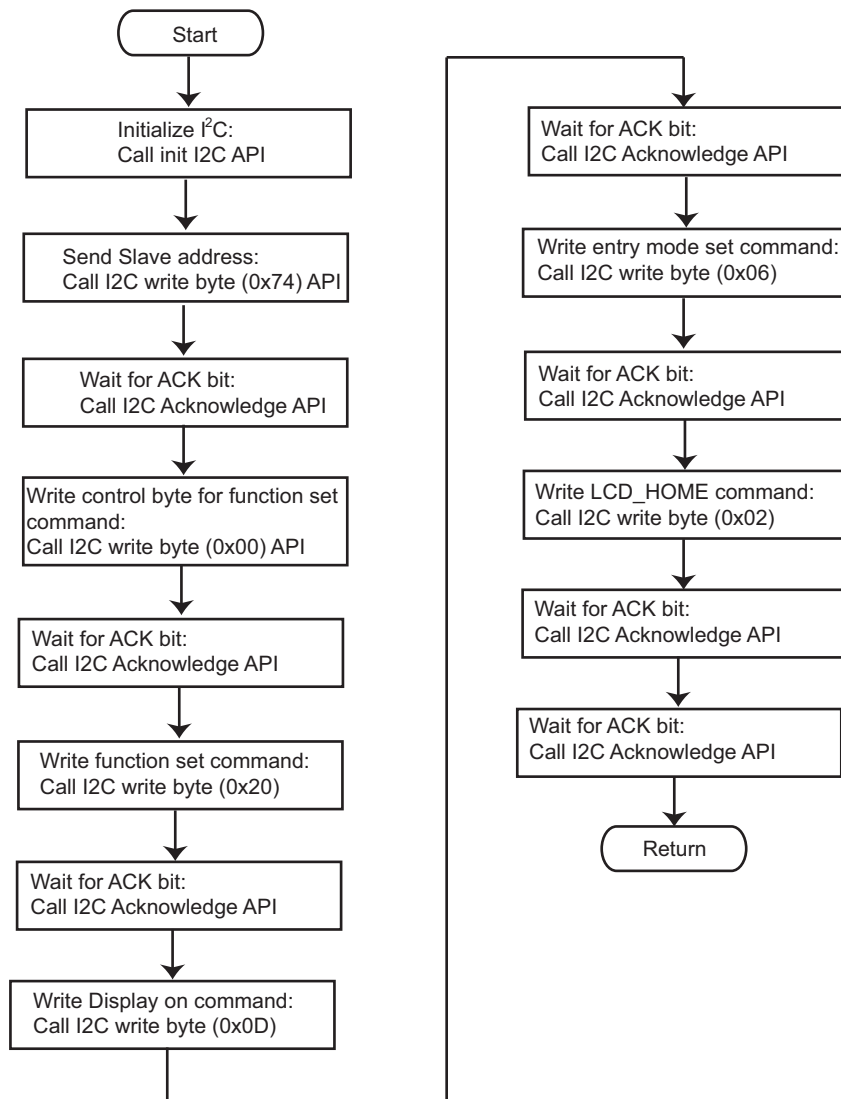 Start
Initialize I²C:
Call init I2C API
Send Slave address:
Call I2C write byte (0x74) API
Wait for ACK bit:
Call I2C Acknowledge API
Write control byte for function set
command:
Call I2C write byte (0x00) API
Wait for ACK bit:
Call I2C Acknowledge API
Write function set command:
Call I2C write byte (0x20)
Wait for ACK bit:
Call I2C Acknowledge API
Write Display on command:
Call I2C write byte (0x0D)
Wait for ACK bit:
Call I2C Acknowledge API
Write entry mode set command:
Call I2C write byte (0x06)
Wait for ACK bit:
Call I2C Acknowledge API
Write LCD_HOME command:
Call I2C write byte (0x02)
Wait for ACK bit:
Call I2C Acknowledge API
Wait for ACK bit:
Call I2C Acknowledge API
Return